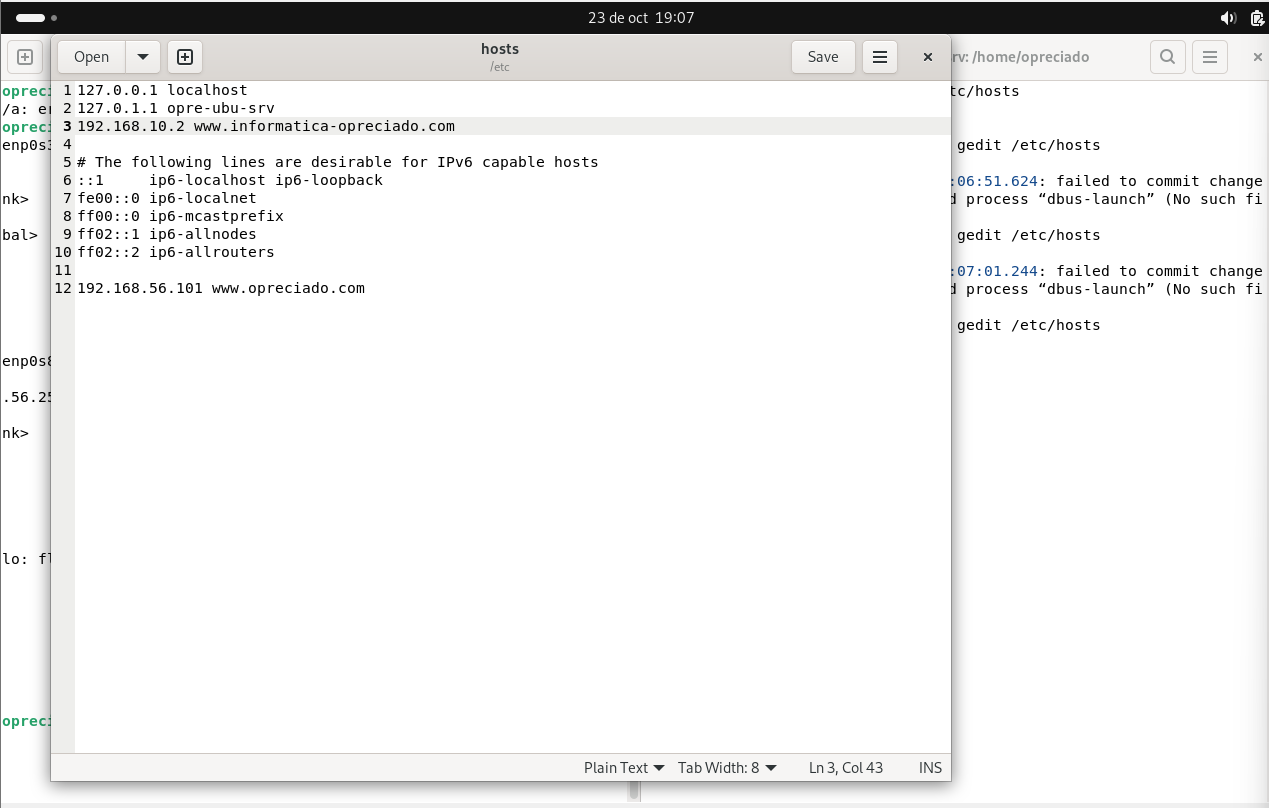 23 de oct 19:07
Open
hosts
/etc
Save
rv: /home/opreciado
1 127.0.0.1 localhost
2 127.0.1.1 opre-ubu-srv
3 192.168.10.2 www.informatica-opreciado.com
4
5 # The following lines are desirable for IPv6 capable hosts
6 ::1     ip6-localhost ip6-loopback
7 fe00::0 ip6-localnet
8 ff00::0 ip6-mcastprefix
9 ff02::1 ip6-allnodes
10 ff02::2 ip6-allrouters
11
12 192.168.56.101 www.opreciado.com
Plain Text Tab Width: 8 Ln 3, Col 43 INS
opreci
/a: er
opreci
enp0s3
nk>
bal>
enp0s8
.56.25
nk>
lo: fl
opreci
tc/hosts
gedit /etc/hosts
:06:51.624: failed to commit change
d process “dbus-launch” (No such fi
gedit /etc/hosts
:07:01.244: failed to commit change
d process “dbus-launch” (No such fi
gedit /etc/hosts